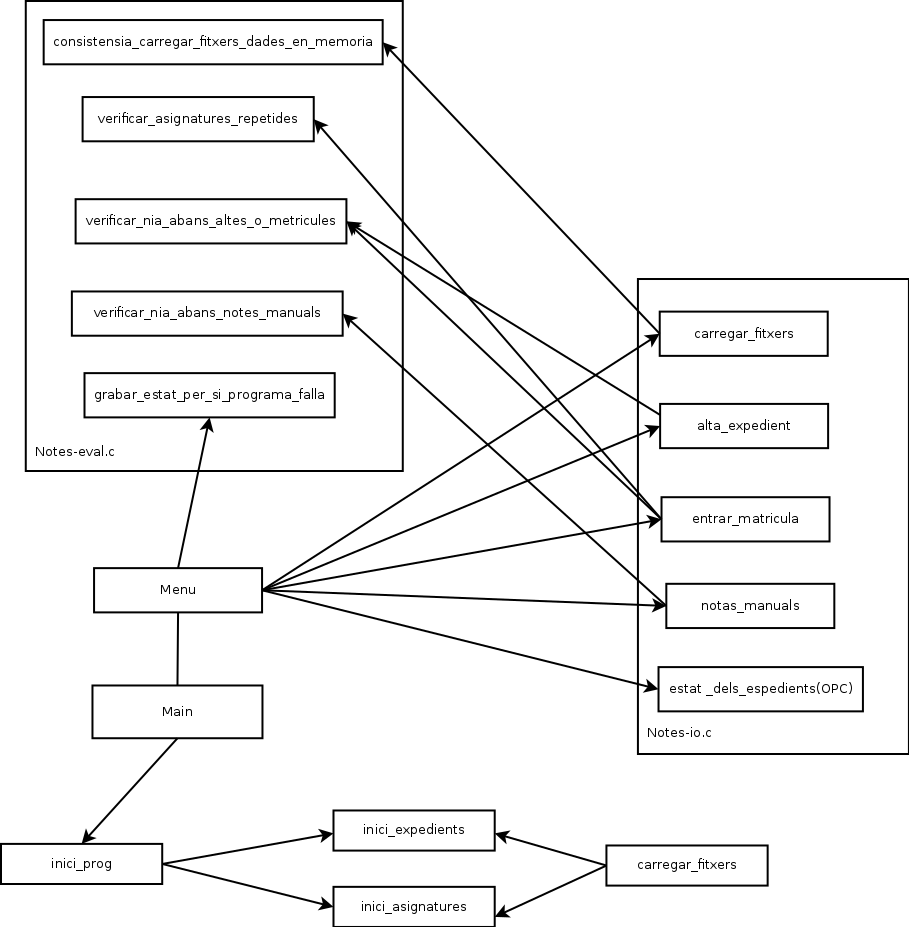 consistensia_carregar_fitxers_dades_en_memoria
verificar_asignatures_repetides
verificar_nia_abans_altes_o_metricules
verificar_nia_abans_notes_manuals
grabar_estat_per_si_programa_falla
Notes-eval.c
carregar_fitxers
alta_expedient
entrar_matricula
notas_manuals
estat _dels_espedients(OPC)
Notes-io.c
Menu
Main
inici_prog
inici_expedients
inici_asignatures
carregar_fitxers